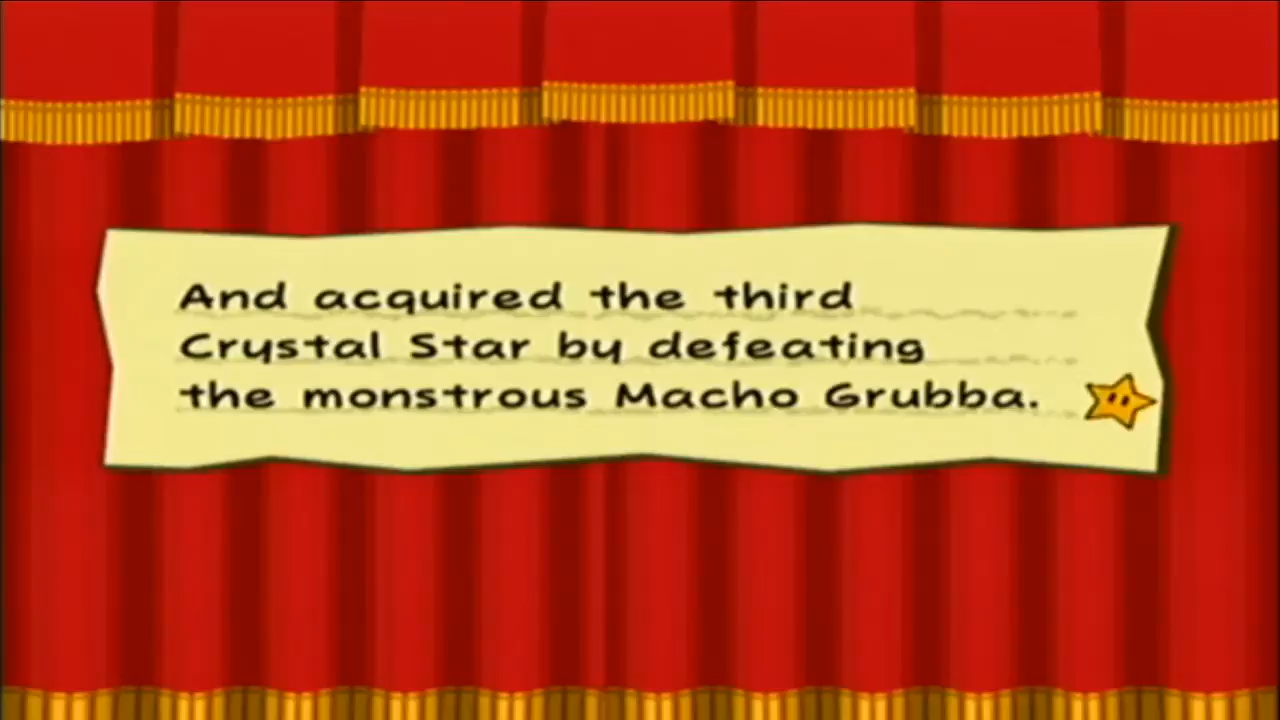 And acquired the third
Crystal Star by defeating
the monstrous Macho Grubba.